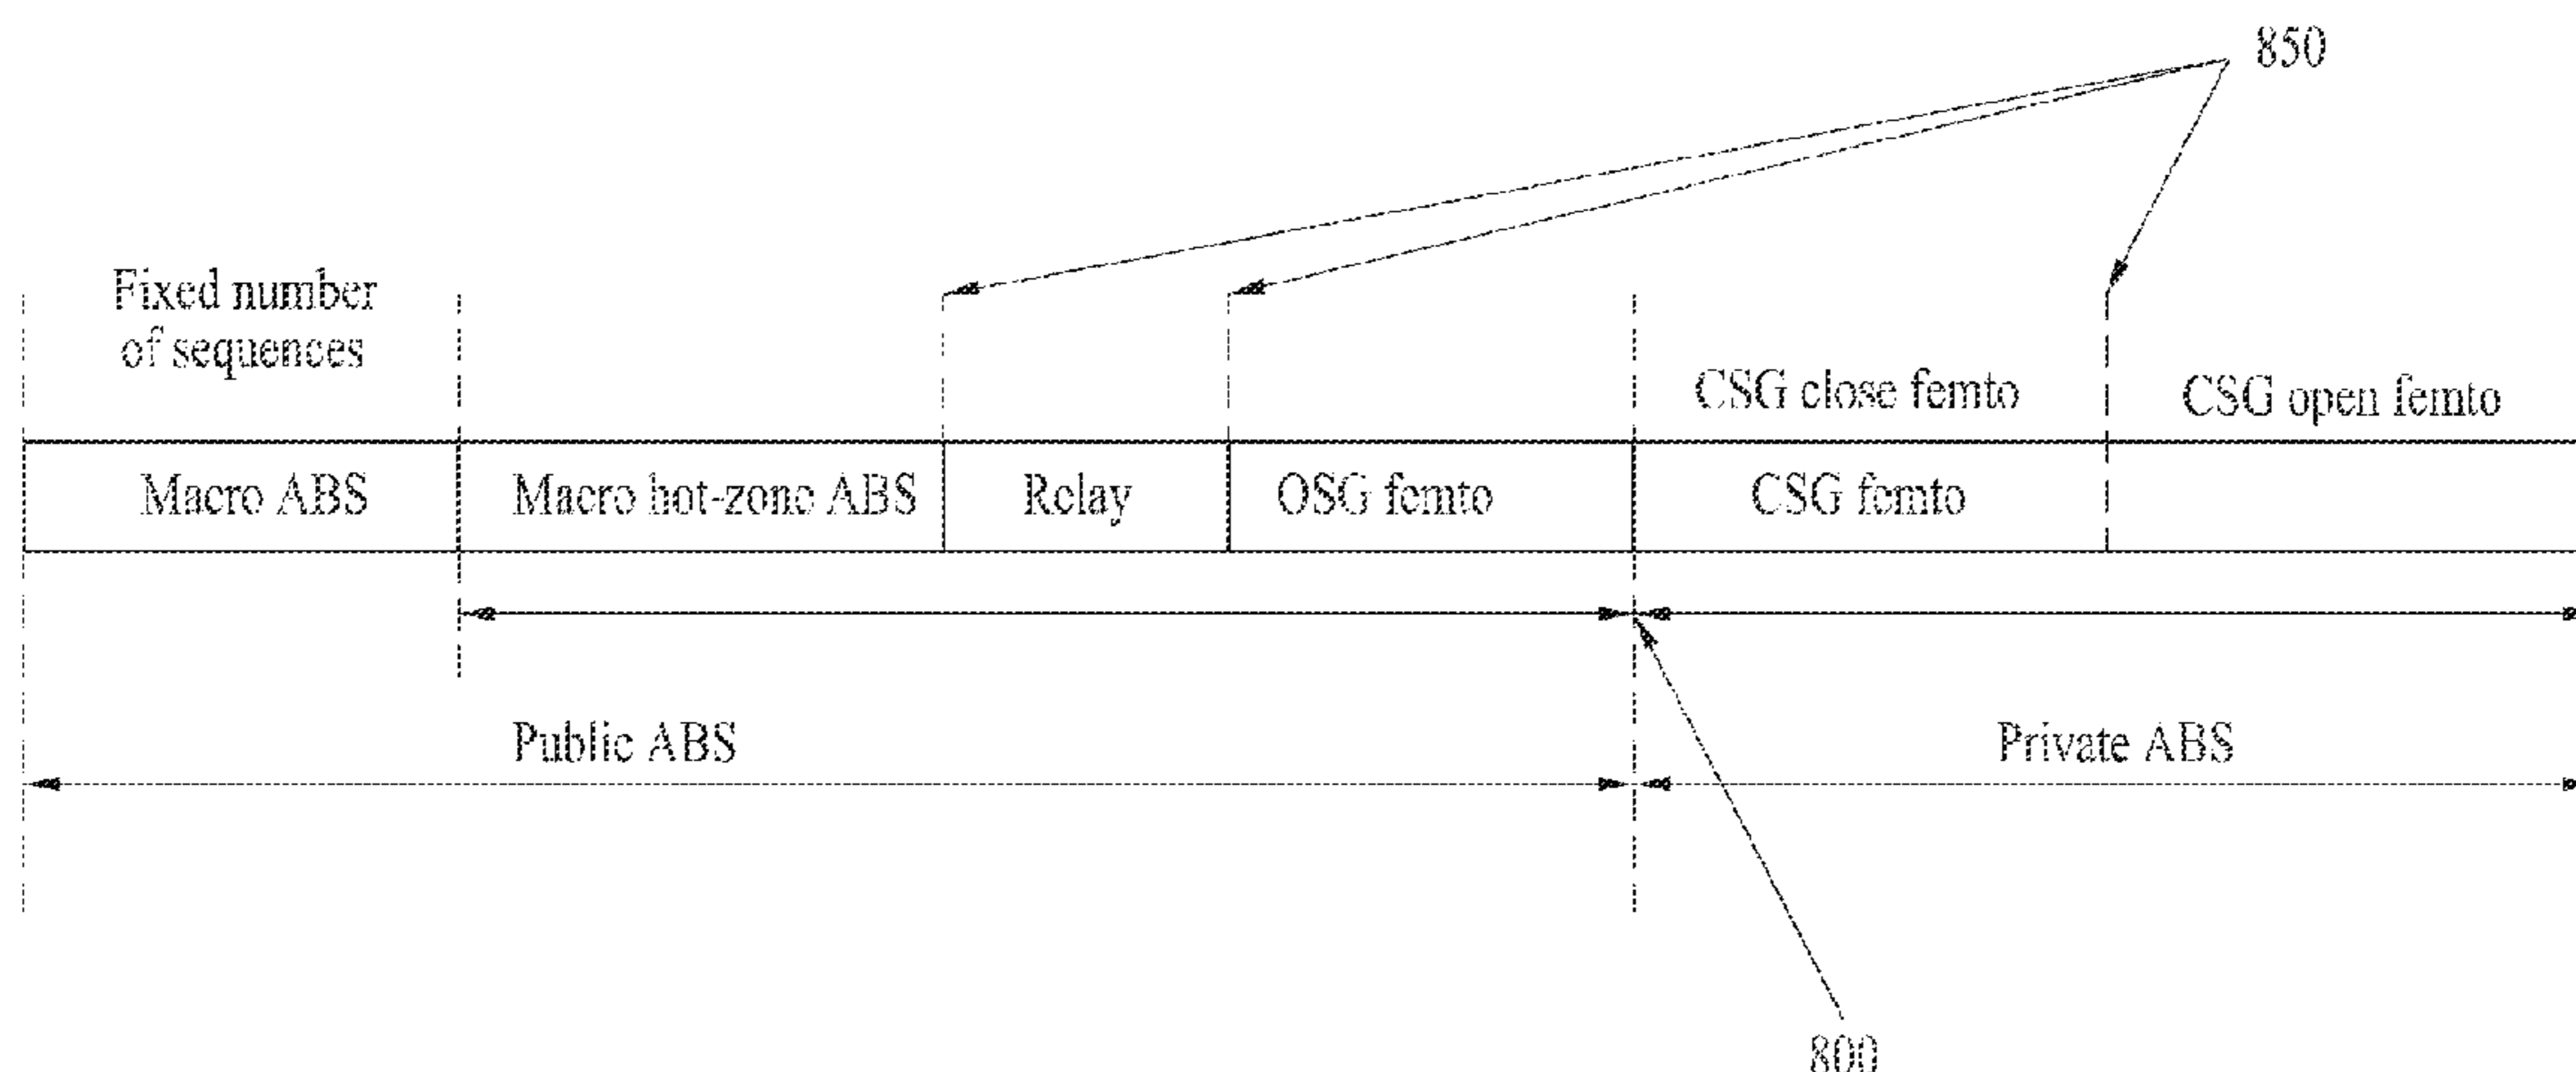 850
Fixed number
of sequences
CSG close femto
CSG open femto
Macro ABS
Macro hot-zone ABS
Relay
OSG femto
CSG femto
Public ABS
Private ABS
800